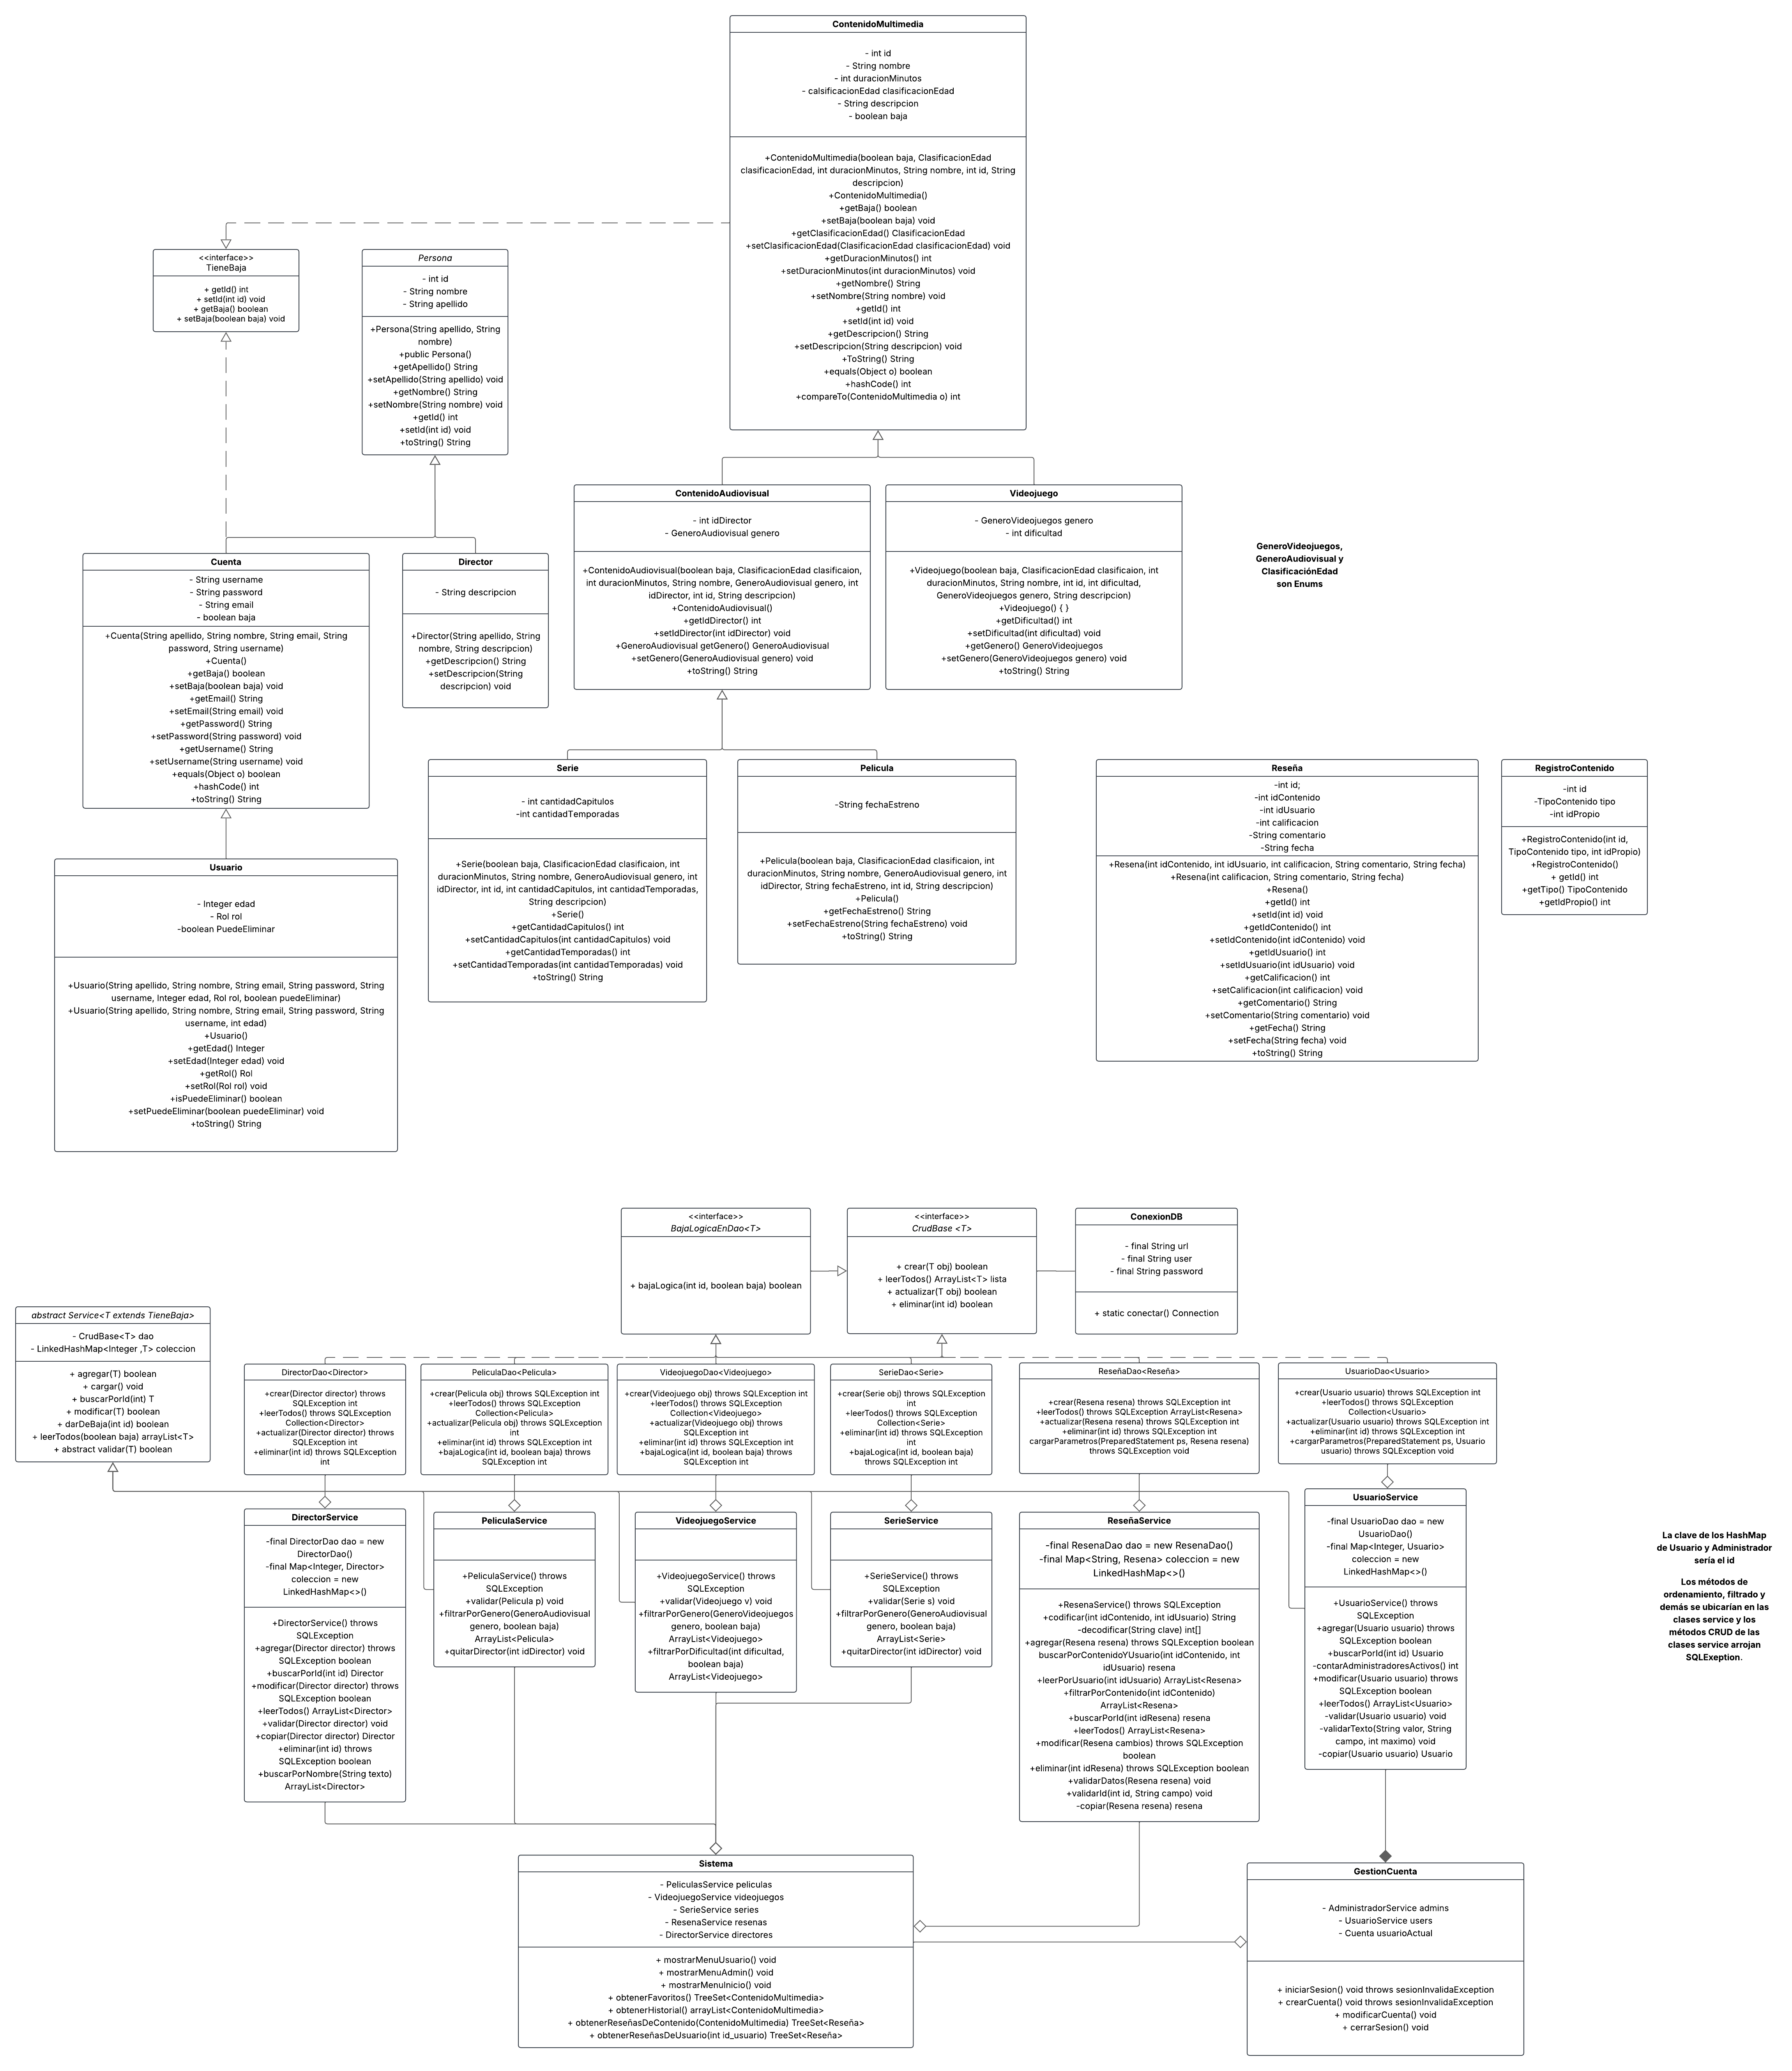 ContenidoMultimedia
- int id
- String nombre
- int duracionMinutos
- calsificacionEdad clasificacionEdad
- String descripcion
- boolean baja
+ContenidoMultimedia(boolean baja, ClasificacionEdad
clasificacionEdad, int duracionMinutos, String nombre, int id, String
descripcion)
+ContenidoMultimedia()
+getBaja() boolean
+setBaja(boolean baja) void
+getClasificacionEdad() ClasificacionEdad
+setClasificacionEdad(ClasificacionEdad clasificacionEdad) void
+getDuracionMinutos() int
+setDuracionMinutos(int duracionMinutos) void
+getNombre() String
+setNombre(String nombre) void
+getId() int
+setId(int id) void
+getDescripcion() String
+setDescripcion(String descripcion) void
+ToString() String
+equals(Object o) boolean
+hashCode() int
+compareTo(ContenidoMultimedia o) int
<<interface>>
TieneBaja
+ getId() int
+ setId(int id) void
+ getBaja() boolean
+ setBaja(boolean baja) void
Persona
- int id
- String nombre
- String apellido
+Persona(String apellido, String
nombre)
+public Persona()
+getApellido() String
+setApellido(String apellido) void
+getNombre() String
+setNombre(String nombre) void
+getId() int
+setId(int id) void
+toString() String
ContenidoAudiovisual
- int idDirector
- GeneroAudiovisual genero
+ContenidoAudiovisual(boolean baja, ClasificacionEdad clasificaion,
int duracionMinutos, String nombre, GeneroAudiovisual genero, int
idDirector, int id, String descripcion)
+ContenidoAudiovisual()
+getIdDirector() int
+setIdDirector(int idDirector) void
+GeneroAudiovisual getGenero() GeneroAudiovisual
+setGenero(GeneroAudiovisual genero) void
+toString() String
Videojuego
- GeneroVideojuegos genero
- int dificultad
+Videojuego(boolean baja, ClasificacionEdad clasificaion, int
duracionMinutos, String nombre, int id, int dificultad,
GeneroVideojuegos genero, String descripcion)
+Videojuego() { }
+getDificultad() int
+setDificultad(int dificultad) void
+getGenero() GeneroVideojuegos
+setGenero(GeneroVideojuegos genero) void
+toString() String
GeneroVideojuegos,
GeneroAudiovisual y
ClasificaciónEdad
son Enums
Cuenta
- String username
- String password
- String email
- boolean baja
+Cuenta(String apellido, String nombre, String email, String
password, String username)
+Cuenta()
+getBaja() boolean
+setBaja(boolean baja) void
+getEmail() String
+setEmail(String email) void
+getPassword() String
+setPassword(String password) void
+getUsername() String
+setUsername(String username) void
+equals(Object o) boolean
+hashCode() int
+toString() String
Director
- String descripcion
+Director(String apellido, String
nombre, String descripcion)
+getDescripcion() String
+setDescripcion(String
descripcion) void
Serie
- int cantidadCapitulos
-int cantidadTemporadas
+Serie(boolean baja, ClasificacionEdad clasificaion, int
duracionMinutos, String nombre, GeneroAudiovisual genero, int
idDirector, int id, int cantidadCapitulos, int cantidadTemporadas,
String descripcion)
+Serie()
+getCantidadCapitulos() int
+setCantidadCapitulos(int cantidadCapitulos) void
+getCantidadTemporadas() int
+setCantidadTemporadas(int cantidadTemporadas) void
+toString() String
Pelicula
-String fechaEstreno
+Pelicula(boolean baja, ClasificacionEdad clasificaion, int
duracionMinutos, String nombre, GeneroAudiovisual genero, int
idDirector, String fechaEstreno, int id, String descripcion)
+Pelicula()
+getFechaEstreno() String
+setFechaEstreno(String fechaEstreno) void
+toString() String
Reseña
-int id;
-int idContenido
-int idUsuario
-int calificacion
-String comentario
-String fecha
+Resena(int idContenido, int idUsuario, int calificacion, String comentario, String fecha)
+Resena(int calificacion, String comentario, String fecha)
+Resena()
+getId() int
+setId(int id) void
+getIdContenido() int
+setIdContenido(int idContenido) void
+getIdUsuario() int
+setIdUsuario(int idUsuario) void
+getCalificacion() int
+setCalificacion(int calificacion) void
+getComentario() String
+setComentario(String comentario) void
+getFecha() String
+setFecha(String fecha) void
+toString() String
RegistroContenido
-int id
-TipoContenido tipo
-int idPropio
+RegistroContenido(int id,
TipoContenido tipo, int idPropio)
+RegistroContenido()
+ getId() int
+getTipo() TipoContenido
+getIdPropio() int
Usuario
- Integer edad
- Rol rol
-boolean PuedeEliminar
+Usuario(String apellido, String nombre, String email, String password, String
username, Integer edad, Rol rol, boolean puedeEliminar)
+Usuario(String apellido, String nombre, String email, String password, String
username, int edad)
+Usuario()
+getEdad() Integer
+setEdad(Integer edad) void
+getRol() Rol
+setRol(Rol rol) void
+isPuedeEliminar() boolean
+setPuedeEliminar(boolean puedeEliminar) void
+toString() String
<<interface>>
BajaLogicaEnDao<T>
+ bajaLogica(int id, boolean baja) boolean
<<interface>>
CrudBase <T>
+ crear(T obj) boolean
+ leerTodos() ArrayList<T> lista
+ actualizar(T obj) boolean
+ eliminar(int id) boolean
ConexionDB
- final String url
- final String user
- final String password
+ static conectar() Connection
abstract Service<T extends TieneBaja>
- CrudBase<T> dao
- LinkedHashMap<Integer ,T> coleccion
+ agregar(T) boolean
+ cargar() void
+ buscarPorId(int) T
+ modificar(T) boolean
+ darDeBaja(int id) boolean
+ leerTodos(boolean baja) arrayList<T>
+ abstract validar(T) boolean
DirectorDao<Director>
+crear(Director director) throws
SQLException int
+leerTodos() throws SQLException
Collection<Director>
+actualizar(Director director) throws
SQLException int
+eliminar(int id) throws SQLException
int
PeliculaDao<Pelicula>
+crear(Pelicula obj) throws SQLException int
+leerTodos() throws SQLException
Collection<Pelicula>
+actualizar(Pelicula obj) throws SQLException
int
+eliminar(int id) throws SQLException int
+bajaLogica(int id, boolean baja) throws
SQLException int
VideojuegoDao<Videojuego>
+crear(Videojuego obj) throws SQLException int
+leerTodos() throws SQLException
Collection<Videojuego>
+actualizar(Videojuego obj) throws
SQLException int
+eliminar(int id) throws SQLException int
+bajaLogica(int id, boolean baja) throws
SQLException int
SerieDao<Serie>
+crear(Serie obj) throws SQLException
int
+leerTodos() throws SQLException
Collection<Serie>
+actualizar(Serie obj) throws
SQLException int
+eliminar(int id) throws SQLException
int
+bajaLogica(int id, boolean baja)
throws SQLException int
ReseñaDao<Reseña>
+crear(Resena resena) throws SQLException int
+leerTodos() throws SQLException ArrayList<Resena>
+actualizar(Resena resena) throws SQLException int
+eliminar(int id) throws SQLException int
cargarParametros(PreparedStatement ps, Resena resena)
throws SQLException void
UsuarioDao<Usuario>
+crear(Usuario usuario) throws SQLException int
+leerTodos() throws SQLException
Collection<Usuario>
+actualizar(Usuario usuario) throws SQLException int
+eliminar(int id) throws SQLException int
+cargarParametros(PreparedStatement ps, Usuario
usuario) throws SQLException void
DirectorService
-final DirectorDao dao = new
DirectorDao()
-final Map<Integer, Director>
coleccion = new
LinkedHashMap<>()
+DirectorService() throws
SQLException
+agregar(Director director) throws
SQLException boolean
+buscarPorId(int id) Director
+modificar(Director director) throws
SQLException boolean
+leerTodos() ArrayList<Director>
+validar(Director director) void
+copiar(Director director) Director
+eliminar(int id) throws
SQLException boolean
+buscarPorNombre(String texto)
ArrayList<Director>
PeliculaService
+PeliculaService() throws
SQLException
+validar(Pelicula p) void
+filtrarPorGenero(GeneroAudiovisual
genero, boolean baja)
ArrayList<Pelicula>
+quitarDirector(int idDirector) void
VideojuegoService
+VideojuegoService() throws
SQLException
+validar(Videojuego v) void
+filtrarPorGenero(GeneroVideojuegos
genero, boolean baja)
ArrayList<Videojuego>
+filtrarPorDificultad(int dificultad,
boolean baja)
ArrayList<Videojuego>
SerieService
+SerieService() throws
SQLException
+validar(Serie s) void
+filtrarPorGenero(GeneroAudiovisual
genero, boolean baja)
ArrayList<Serie>
+quitarDirector(int idDirector) void
ReseñaService
-final ResenaDao dao = new ResenaDao()
-final Map<String, Resena> coleccion = new
LinkedHashMap<>()
+ResenaService() throws SQLException
+ codificar(int idContenido, int idUsuario) String
-decodificar(String clave) int[]
+agregar(Resena resena) throws SQLException boolean
buscarPorContenidoYUsuario(int idContenido, int
idUsuario) resena
+leerPorUsuario(int idUsuario) ArrayList<Resena>
+filtrarPorContenido(int idContenido)
ArrayList<Resena>
+buscarPorId(int idResena) resena
+leerTodos() ArrayList<Resena>
+modificar(Resena cambios) throws SQLException
boolean
+eliminar(int idResena) throws SQLException boolean
+validarDatos(Resena resena) void
+validarId(int id, String campo) void
-copiar(Resena resena) resena
UsuarioService
-final UsuarioDao dao = new
UsuarioDao()
-final Map<Integer, Usuario>
coleccion = new
LinkedHashMap<>()
+UsuarioService() throws
SQLException
+agregar(Usuario usuario) throws
SQLException boolean
+buscarPorId(int id) Usuario
-contarAdministradoresActivos() int
+modificar(Usuario usuario) throws
SQLException boolean
+leerTodos() ArrayList<Usuario>
-validar(Usuario usuario) void
-validarTexto(String valor, String
campo, int maximo) void
-copiar(Usuario usuario) Usuario
La clave de los HashMap
de Usuario y Administrador
sería el id
Los métodos de
ordenamiento, filtrado y
demás se ubicarían en las
clases service y los
métodos CRUD de las
clases service arrojan
SQLExeption.
Sistema
- PeliculasService peliculas
- VideojuegoService videojuegos
- SerieService series
- ResenaService resenas
- DirectorService directores
+ mostrarMenuUsuario() void
+ mostrarMenuAdmin() void
+ mostrarMenuInicio() void
+ obtenerFavoritos() TreeSet<ContenidoMultimedia>
+ obtenerHistorial() arrayList<ContenidoMultimedia>
+ obtenerReseñasDeContenido(ContenidoMultimedia) TreeSet<Reseña>
+ obtenerReseñasDeUsuario(int id_usuario) TreeSet<Reseña>
GestionCuenta
- AdministradorService admins
- UsuarioService users
- Cuenta usuarioActual
+ iniciarSesion() void throws sesionInvalidaException
+ crearCuenta() void throws sesionInvalidaException
+ modificarCuenta() void
+ cerrarSesion() void